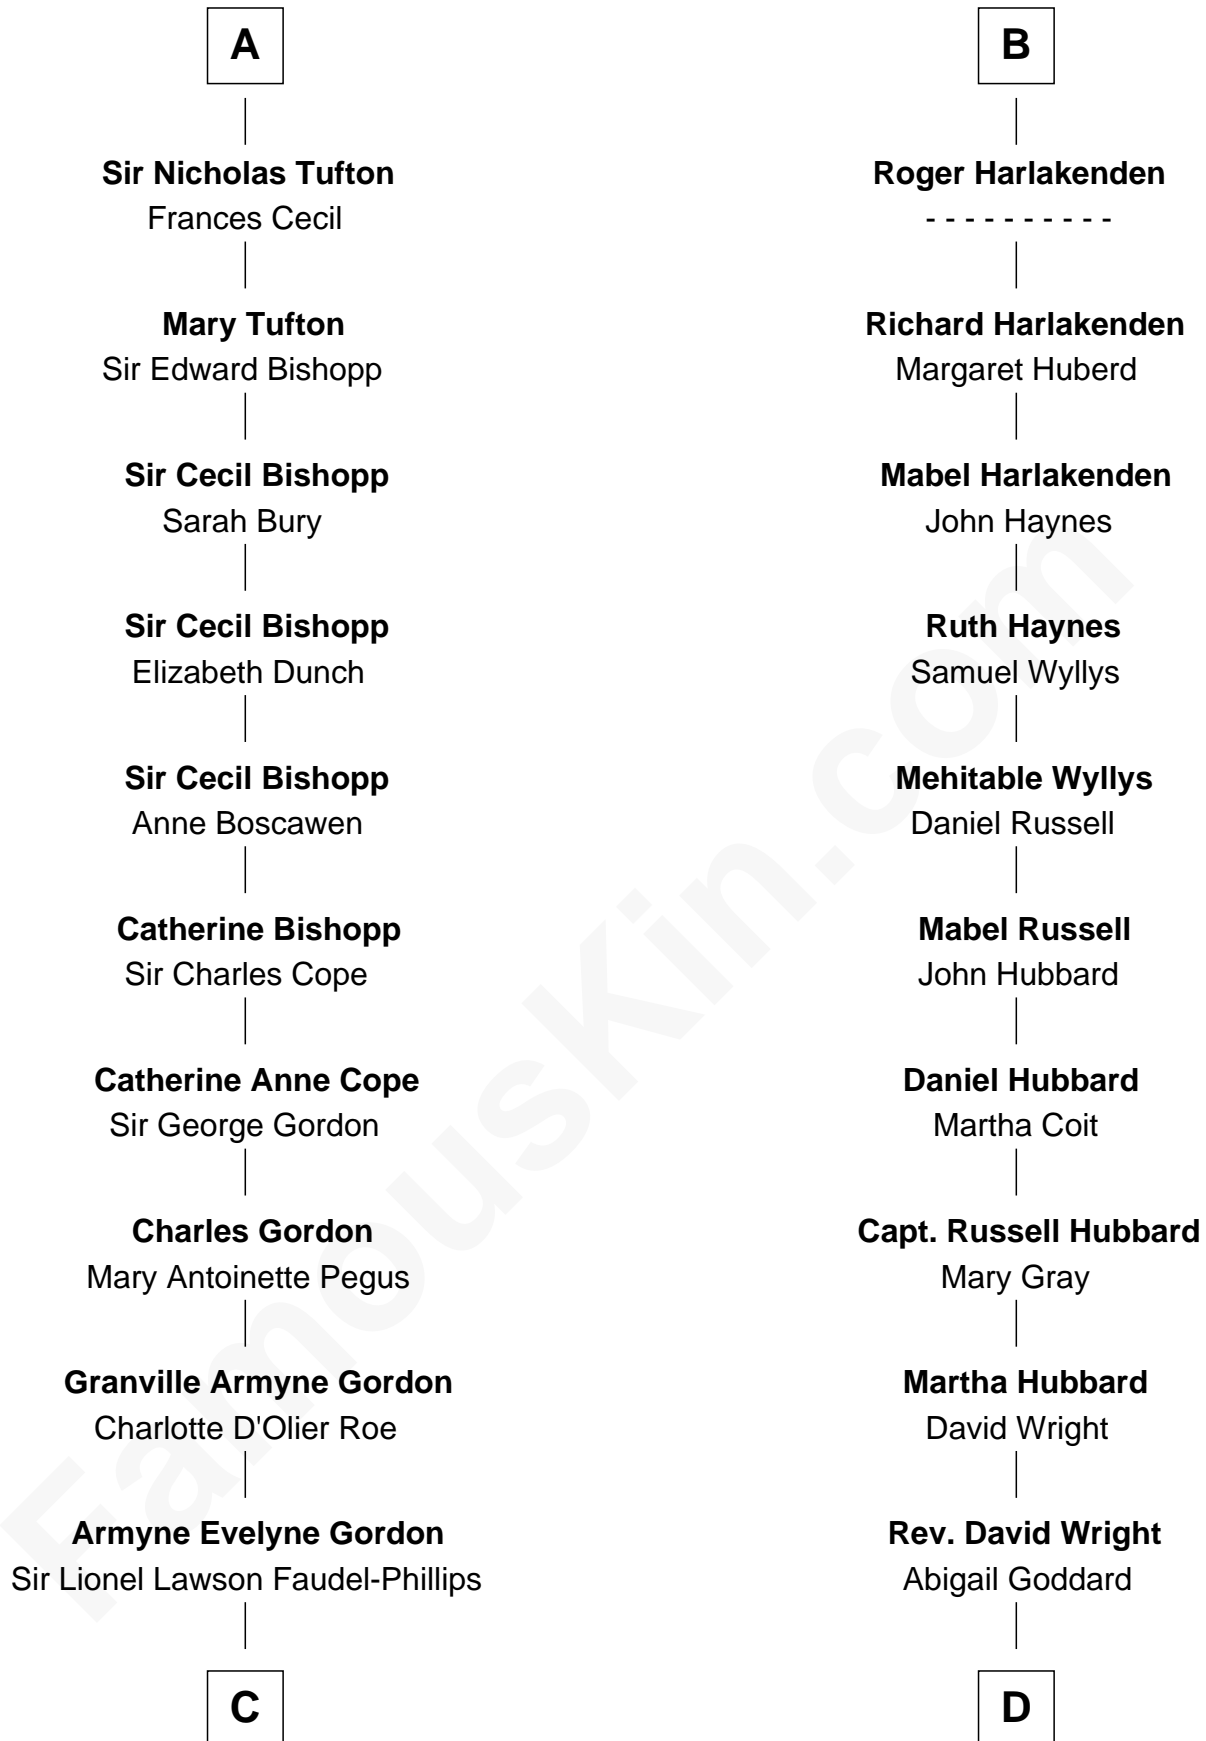 A
Sir Nicholas Tufton
Frances Cecil
Mary Tufton
Sir Edward Bishopp
Sir Cecil Bishopp
Sarah Bury
Sir Cecil Bishopp
Elizabeth Dunch
Sir Cecil Bishopp
Anne Boscawen
Catherine Bishopp
Sir Charles Cope
Catherine Anne Cope
Sir George Gordon
Charles Gordon
Mary Antoinette Pegus
Granville Armyne Gordon
Charlotte D'Olier Roe
Armyne Evelyne Gordon
Sir Lionel Lawson Faudel-Phillips
C
B
Roger Harlakenden
- - - - - - - - - -
Richard Harlakenden
Margaret Huberd
Mabel Harlakenden
John Haynes
Ruth Haynes
Samuel Wyllys
Mehitable Wyllys
Daniel Russell
Mabel Russell
John Hubbard
Daniel Hubbard
Martha Coit
Capt. Russell Hubbard
Mary Gray
Martha Hubbard
David Wright
Rev. David Wright
Abigail Goddard
D
FamousKin.com